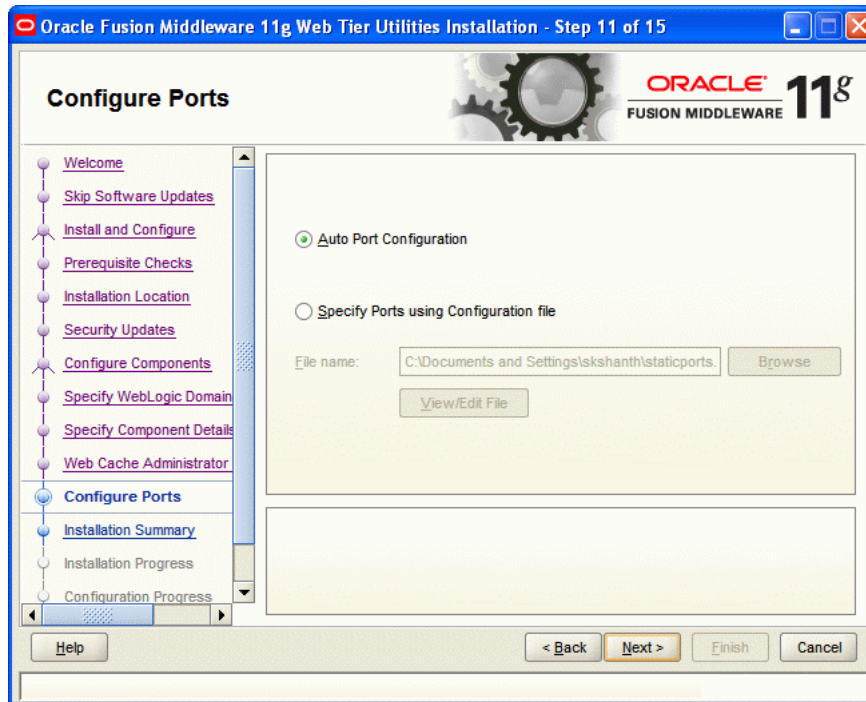 Oracle Fusion Middleware 11g Web Tier Utilities Installation - Step 11 of 15
Configure Ports
ORACLE
FUSION MIDDLEWARE
11g
Welcome
Skip Software Updates
Install and Configure
Prerequisite Checks
Installation Location
Security Updates
Configure Components
Specify WebLogic Domain
Specify Component Details
Web Cache Administrator
Configure Ports
Installation Summary
Installation Progress
Configuration Progress
Auto Port Configuration
Specify Ports using Configuration file
File name:
C:\Documents and Settings\skshanth\staticports.
Browse
View/Edit File
Help
< Back
Next >
Finish
Cancel